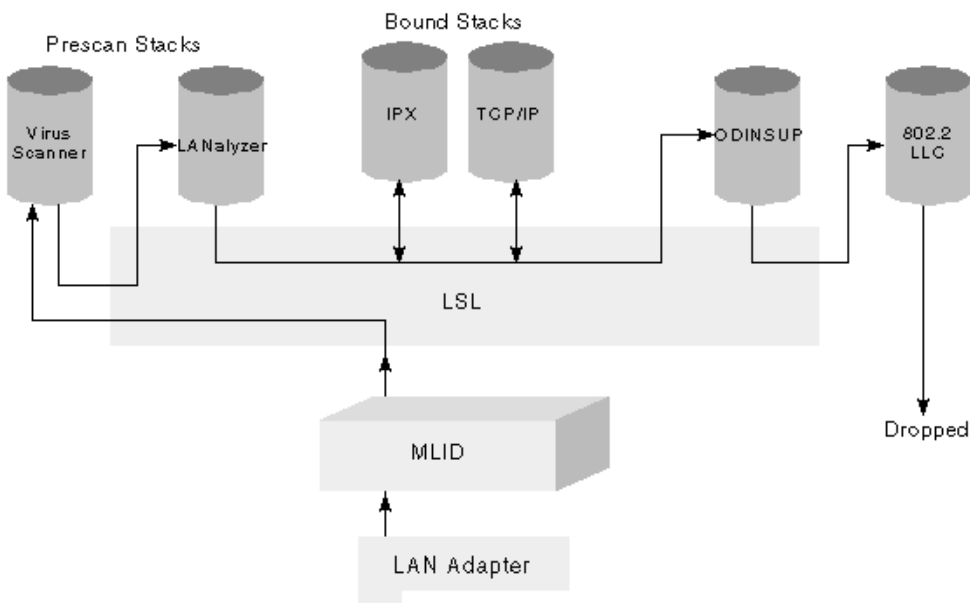 Bound Stacks
Prescan Stacks
Virus
Scanner
LANalyzer
IPX
TCP/IP
ODINSUP
802.2
LLC
LSL
MLID
Dropped
LAN Adapter